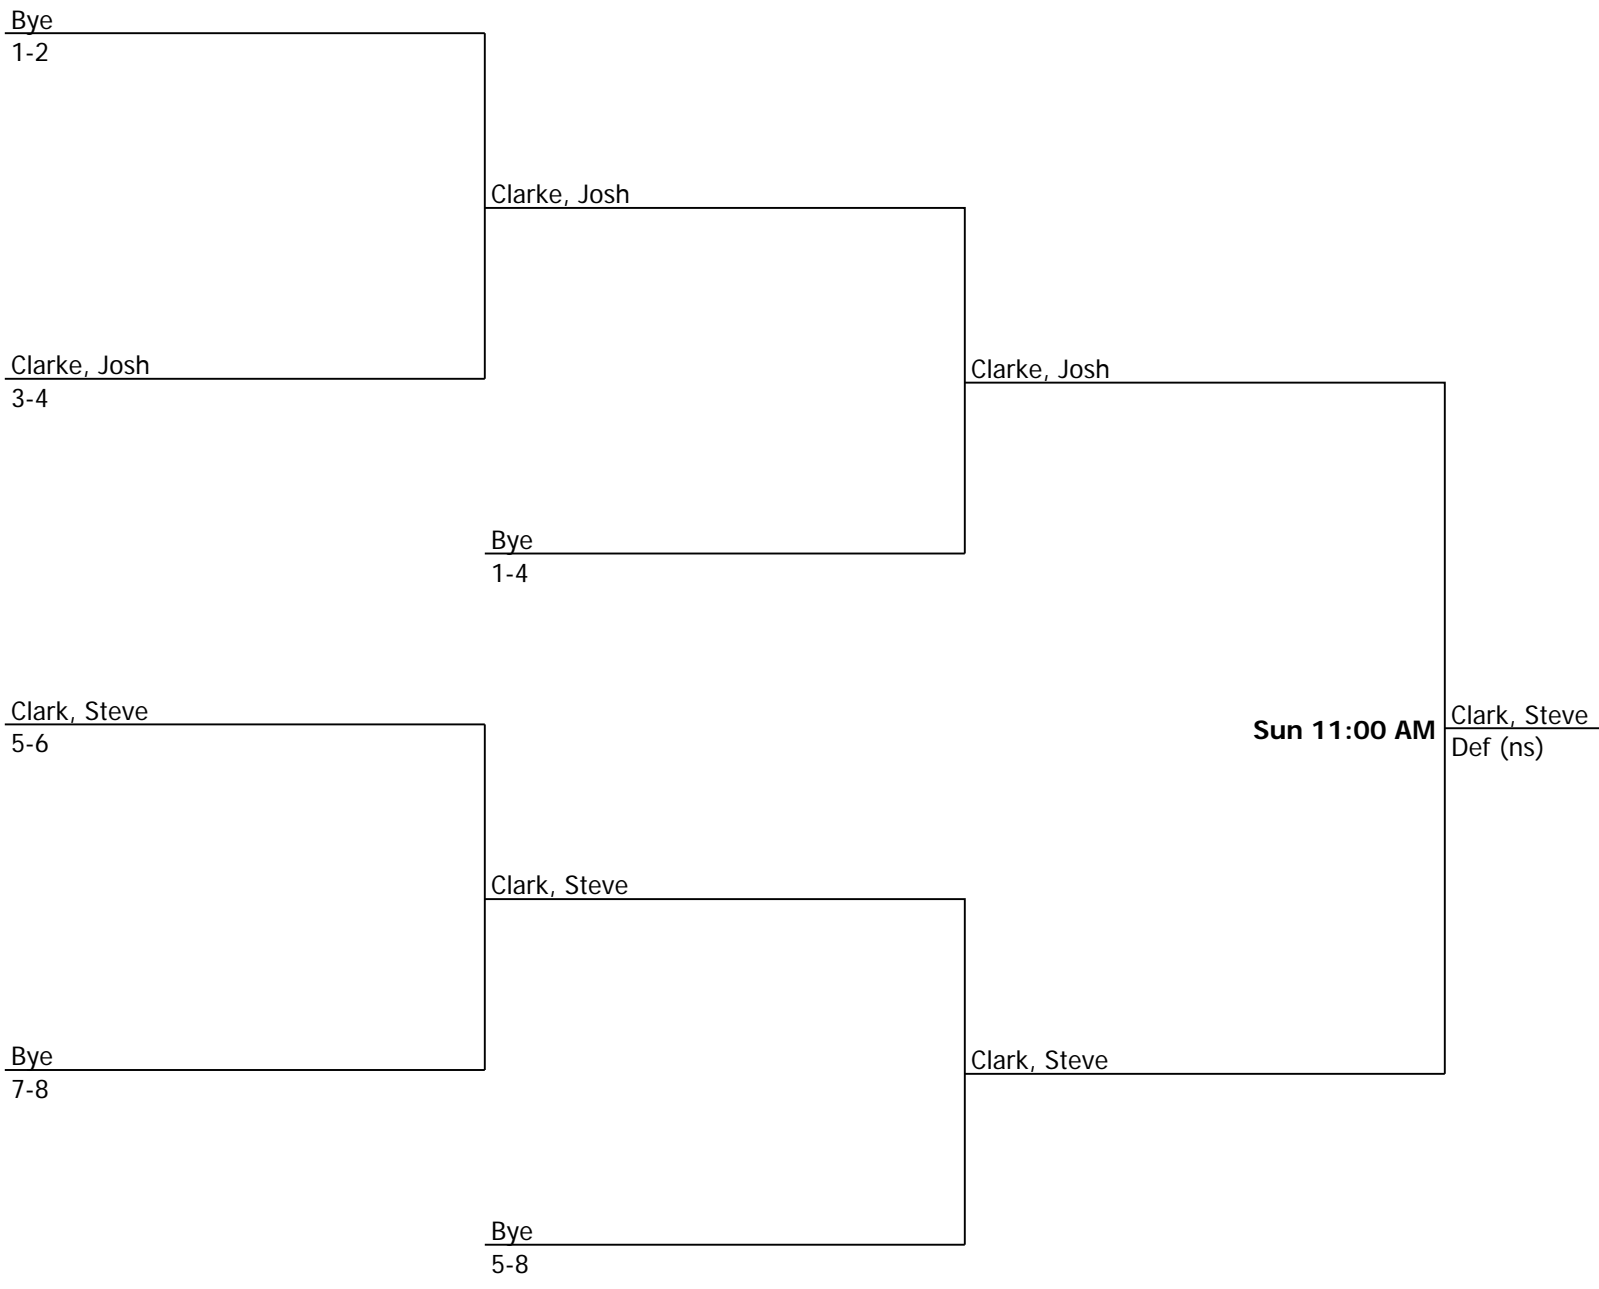 Bye
1-2
Clarke, Josh
Clarke, Josh
3-4
Clarke, Josh
Bye
1-4
Clark, Steve
5-6
Sun 11:00 AM
Clark, Steve
Def (ns)
Clark, Steve
Bye
7-8
Clark, Steve
Bye
5-8